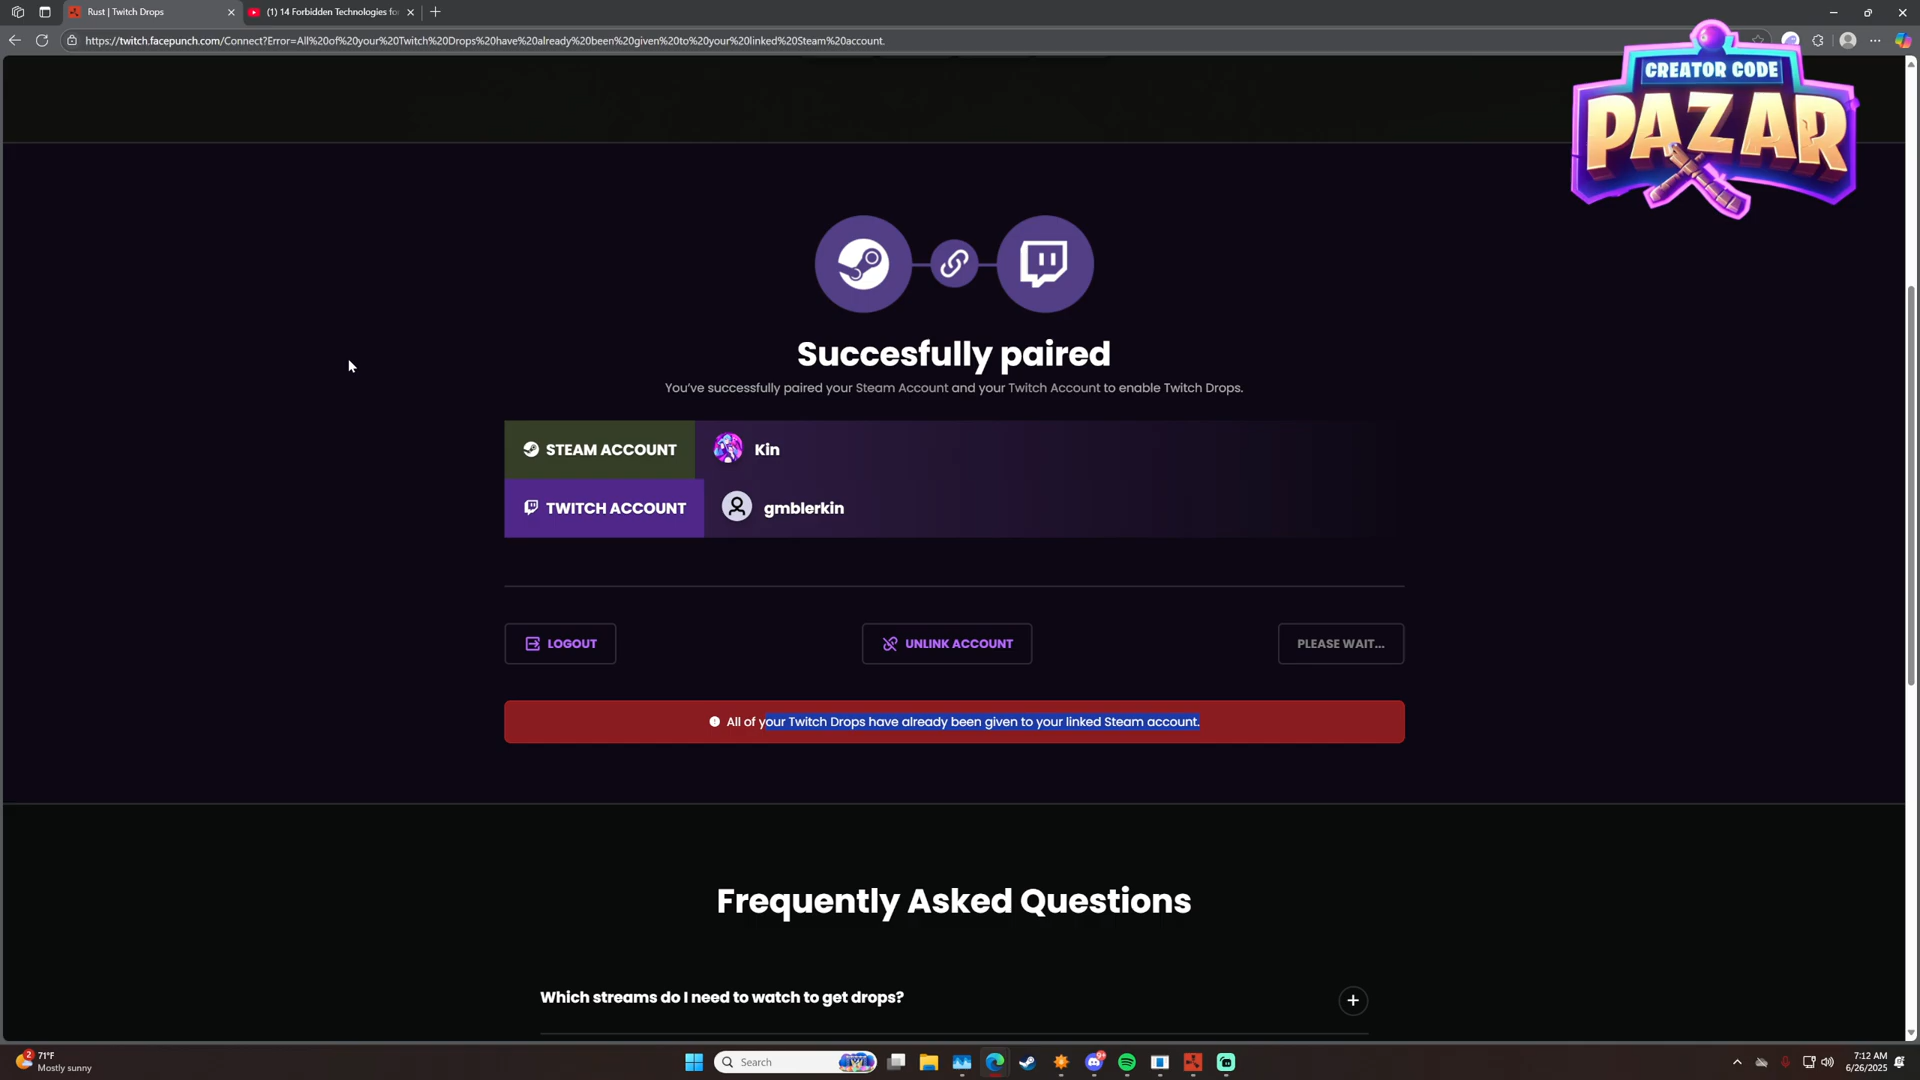 Rust | Twitch Drops
(1) 14 Forbidden Technologies fo
https://twitch.facepunch.com/Connect?Error=All%20of%20your%20Twitch%20Drops%20have%20already%20been%20given%20to%20your%20linked%20Steam%20account.
CREATOR CODE
PAZAR
Succesfully paired
You've successfully paired your Steam Account and your Twitch Account to enable Twitch Drops.
STEAM ACCOUNT Kin
TWITCH ACCOUNT gmblerkin
LOGOUT UNLINK ACCOUNT PLEASE WAIT...
All of your Twitch Drops have already been given to your linked Steam account.
Frequently Asked Questions
Which streams do I need to watch to get drops?
2
71°F
Mostly sunny
Search
7:12 AM
6/26/2025